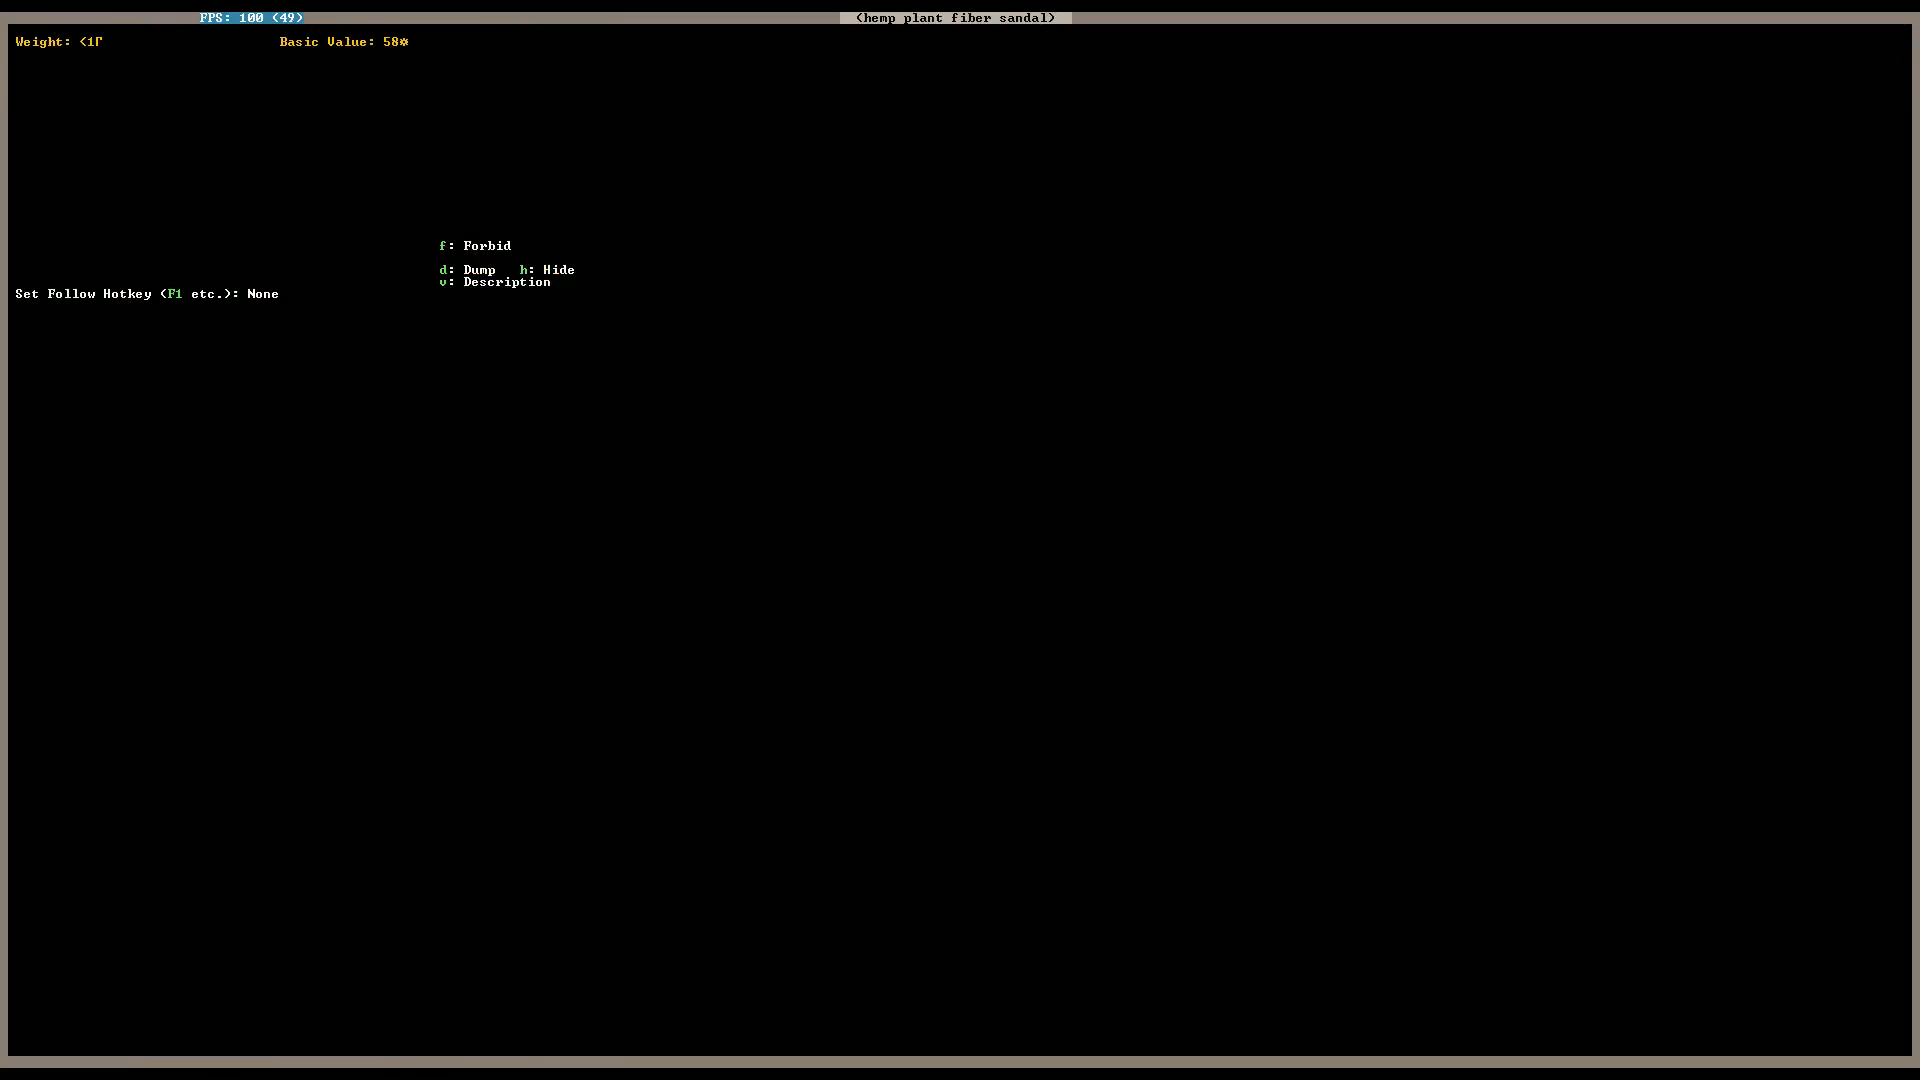 FPS: 100 (49)
(hemp plant fiber sandal)
Weight: <1Γ
Basic Value: 58☼
f: Forbid
d: Dump h: Hide
v: Description
Set Follow Hotkey (F1 etc.): None